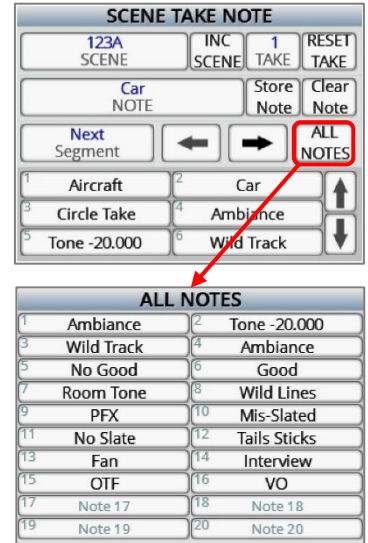 SCENE TAKE NOTE
123A INC 1 RESET
SCENE SCENE TAKE TAKE
Car Store Clear
NOTE Note Note
Next ALL
Segment NOTES
1 Aircraft 2 Car
3 Circle Take 4 Ambiance
5 Tone -20.000 6 Wild Track
ALL NOTES
1 Ambiance 2 Tone -20.000
3 Wild Track 4 Ambiance
5 No Good 6 Good
7 Room Tone 8 Wild Lines
9 PFX 10 Mis-Slated
11 No Slate 12 Tails Sticks
13 Fan 14 Interview
15 OTF 16 VO
17 Note 17 18 Note 18
19 Note 19 20 Note 20